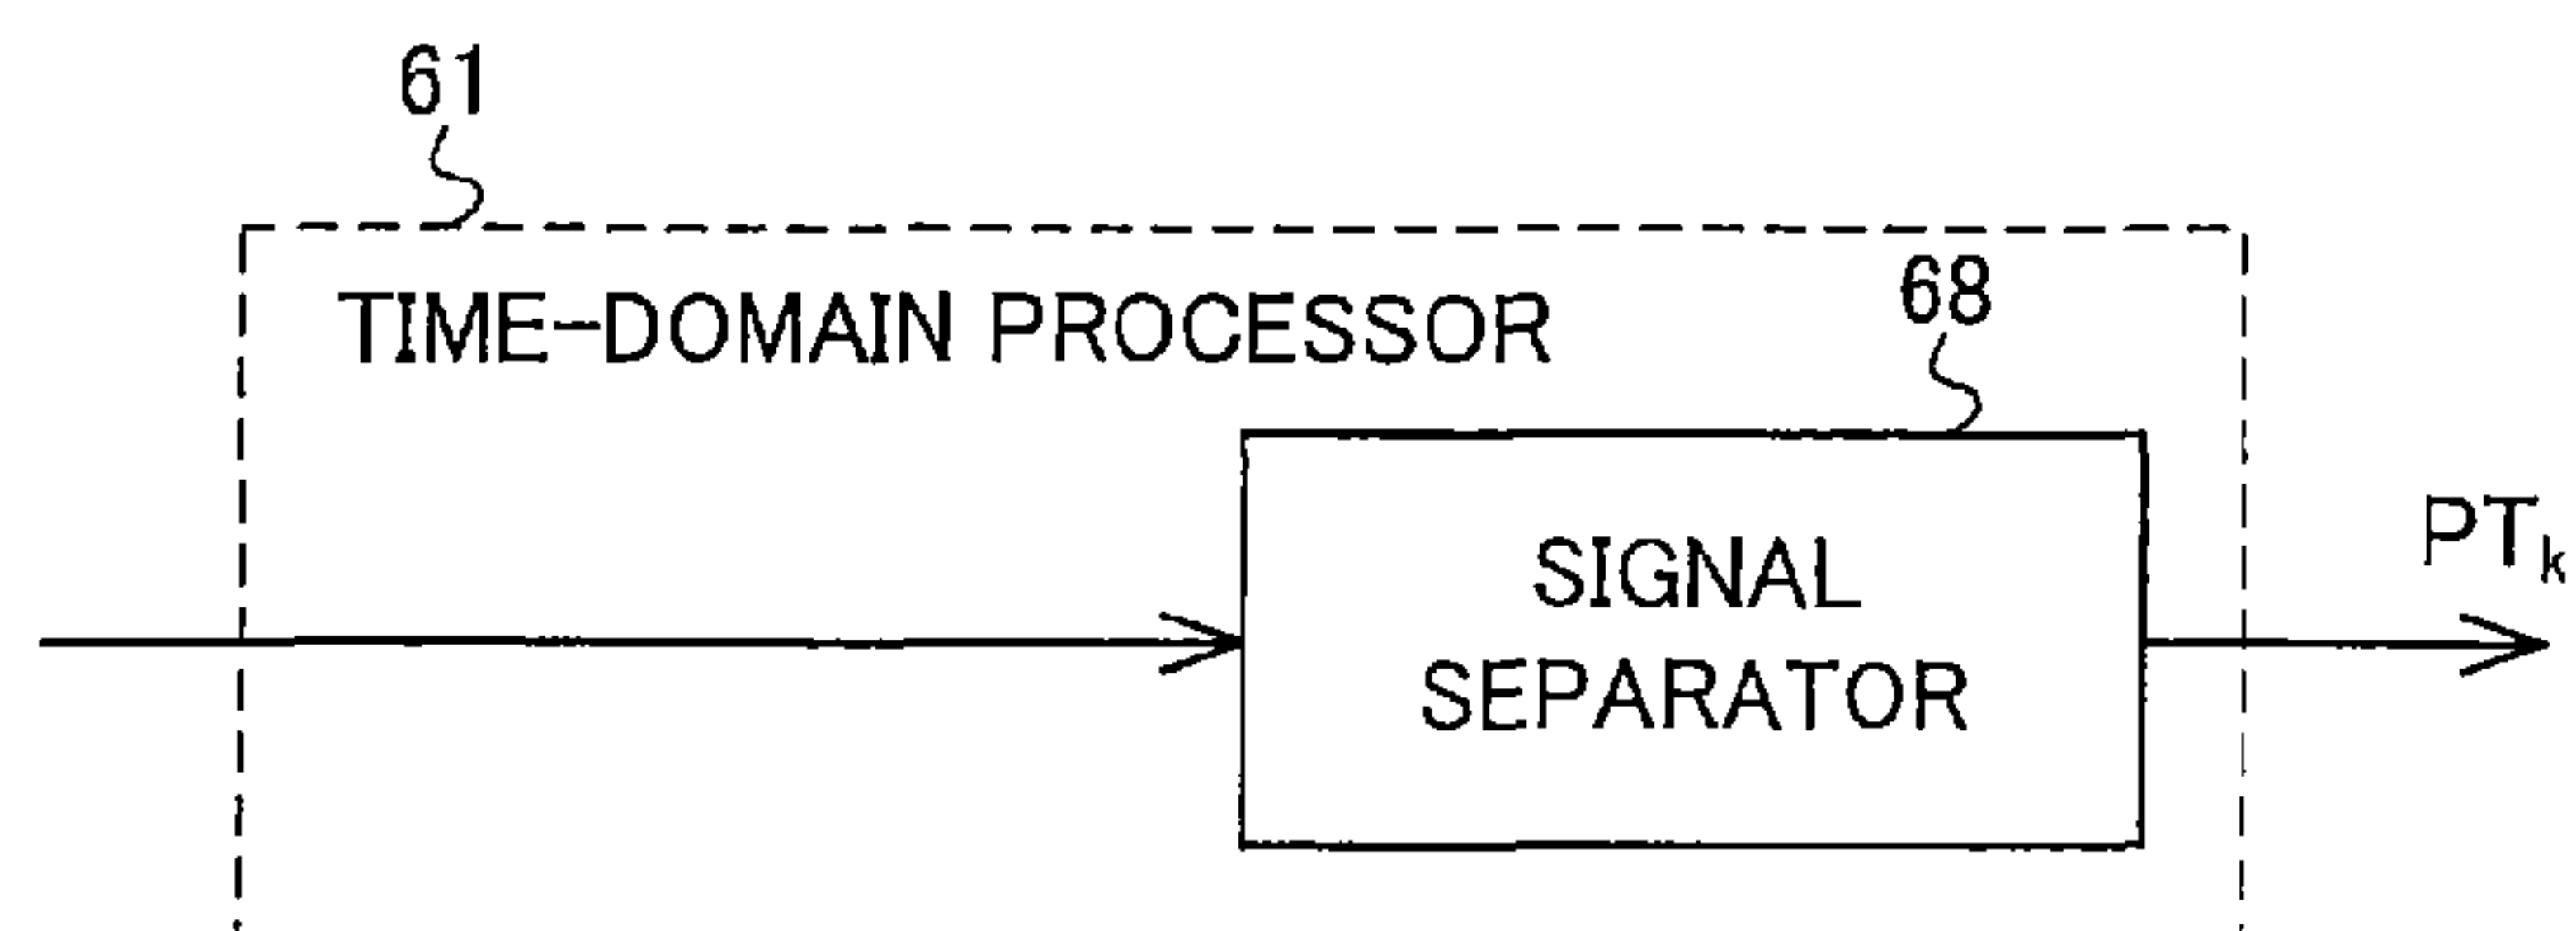 61
TIME-DOMAIN PROCESSOR
68
SIGNAL
SEPARATOR
PTk